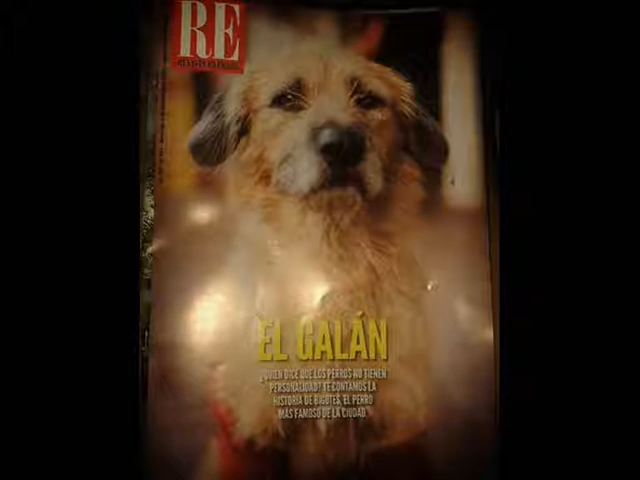 RE
EL GALÁN
¿QUIÉN DICE QUE LOS PERROS NO TIENEN
PERSONALIDAD? TE CONTAMOS LA
HISTORIA DE BIGOTES, EL PERRO
MÁS FAMOSO DE LA CIUDAD.